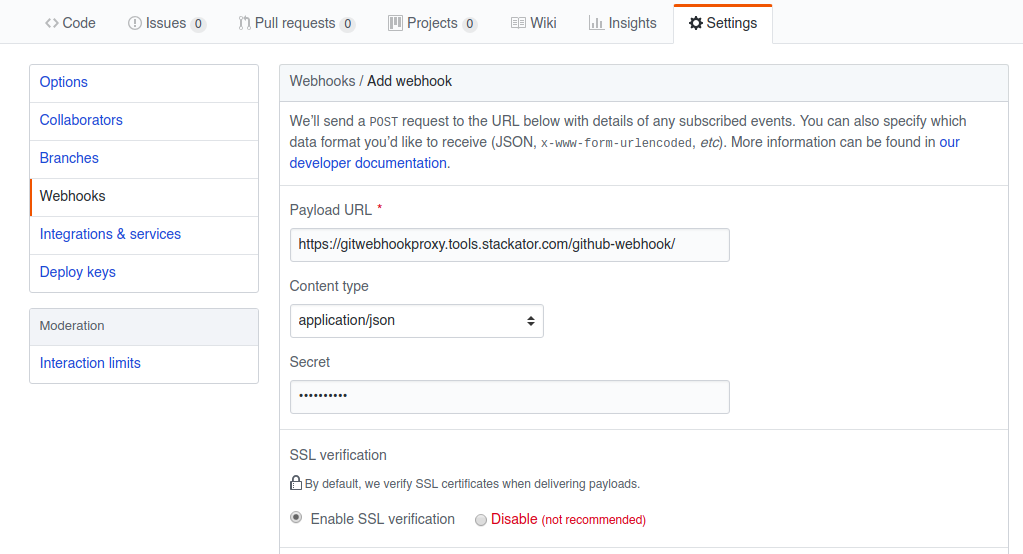 Code Issues 0 Pull requests 0 Projects 0 Wiki Insights Settings
Options
Collaborators
Branches
Webhooks
Integrations & services
Deploy keys
Moderation
Interaction limits
Webhooks / Add webhook
We'll send a POST request to the URL below with details of any subscribed events. You can also specify which
data format you'd like to receive (JSON, x-www-form-urlencoded, etc). More information can be found in our
developer documentation.
Payload URL *
https://gitwebhookproxy.tools.stackator.com/github-webhook/
Content type
application/json
Secret
••••••••••
SSL verification
By default, we verify SSL certificates when delivering payloads.
Enable SSL verification Disable (not recommended)